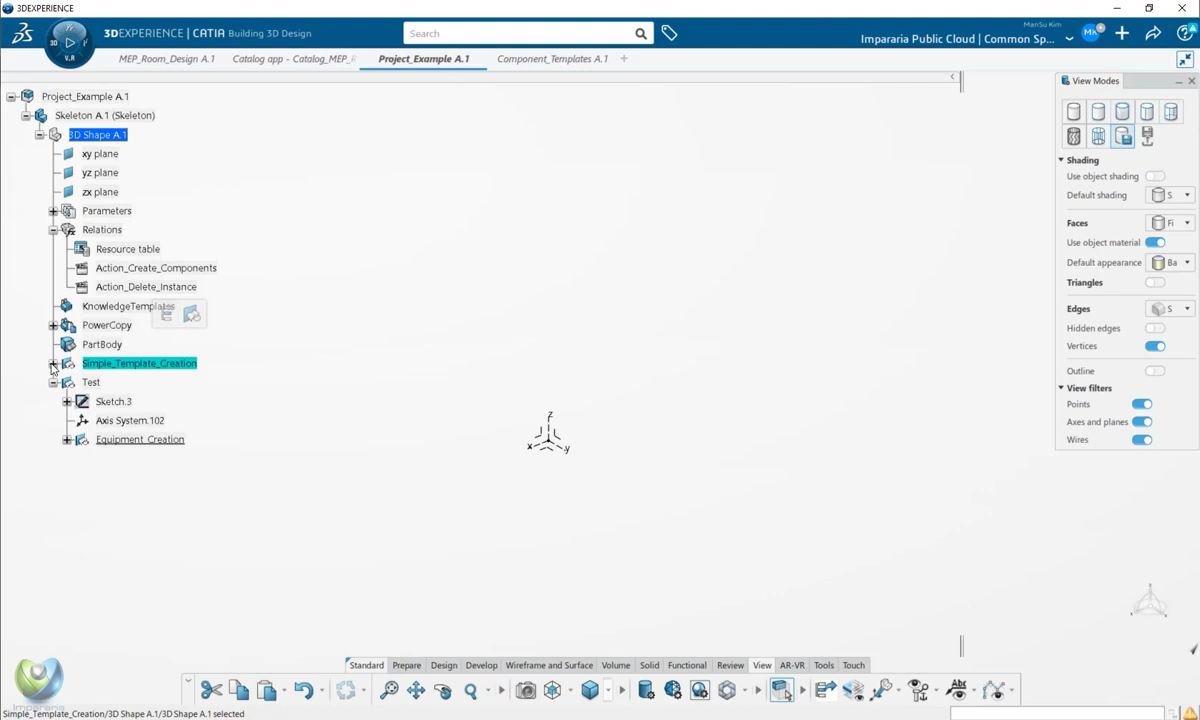 3DEXPERIENCE
3DEXPERIENCE | CATIA Building 3D Design
Search
ManSu Kim
Impararia Public Cloud | Common Sp...
MEP_Room_Design A.1
Catalog app - Catalog_MEP_R
Project_Example A.1
Component_Templates A.1
Project_Example A.1
Skeleton A.1 (Skeleton)
3D Shape A.1
xy plane
yz plane
zx plane
Parameters
Relations
Resource table
Action_Create_Components
Action_Delete_Instance
KnowledgeTemplates
PowerCopy
PartBody
Simple_Template_Creation
Test
Sketch.3
Axis System.102
Equipment_Creation
z
x
y
View Modes
Shading
Use object shading
Default shading
S
Faces
Fi
Use object material
Default appearance
Ba
Triangles
Edges
S
Hidden edges
Vertices
Outline
View filters
Points
Axes and planes
Wires
Standard
Prepare
Design
Develop
Wireframe and Surface
Volume
Solid
Functional
Review
View
AR-VR
Tools
Touch
Impararia
Simple_Template_Creation/3D Shape A.1/3D Shape A.1 selected